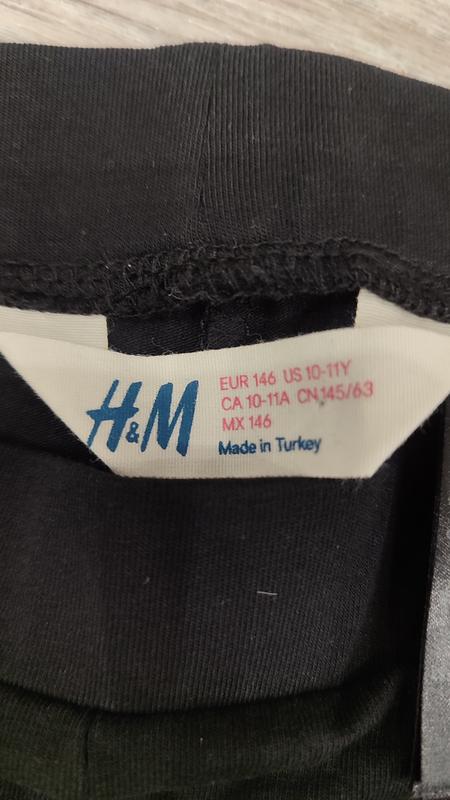 H&M
EUR 146 US 10-11Y
CA 10-11A CN 145/63
MX 146
Made in Turkey